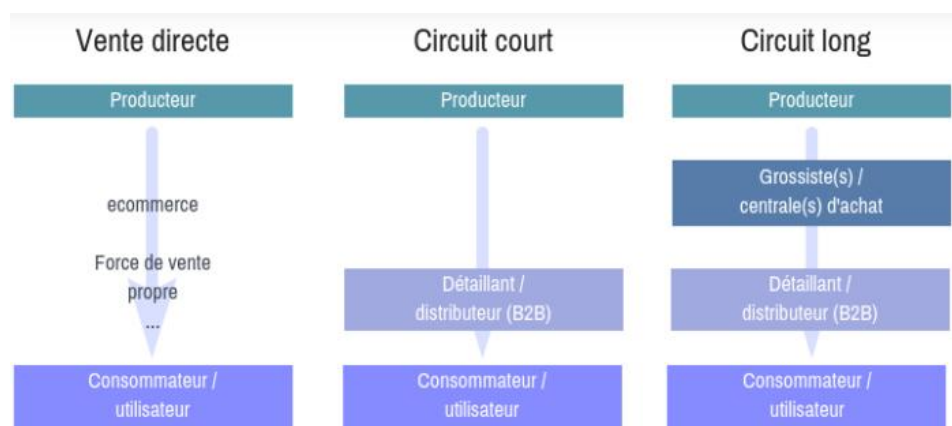 Vente directe
Producteur
ecommerce
Force de vente
propre
...
Consommateur /
utilisateur
Circuit court
Producteur
Détaillant /
distributeur (B2B)
Consommateur /
utilisateur
Circuit long
Producteur
Grossiste(s) /
centrale(s) d'achat
Détaillant /
distributeur (B2B)
Consommateur /
utilisateur